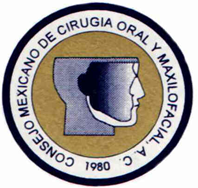 CONSEJO MEXICANO DE CIRUGIA ORAL Y MAXILOFACIAL, A. C.
1980